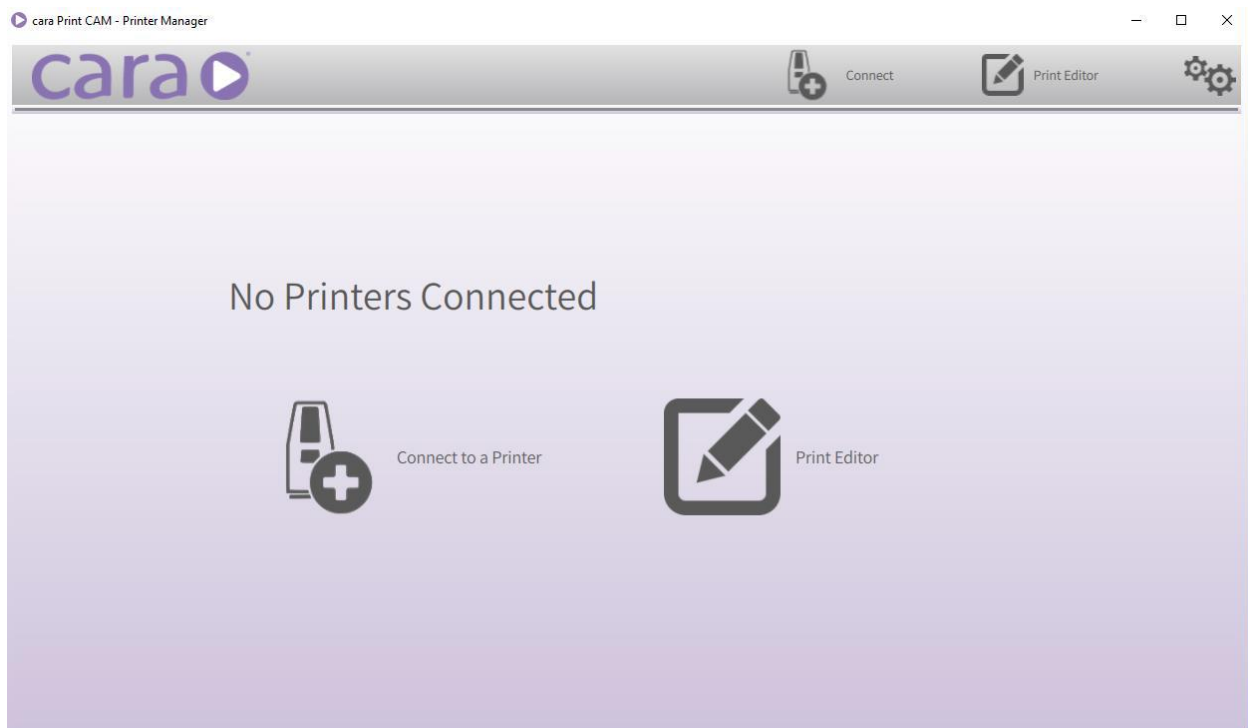 cara Print CAM - Printer Manager
cara
Connect
Print Editor
No Printers Connected
Connect to a Printer
Print Editor